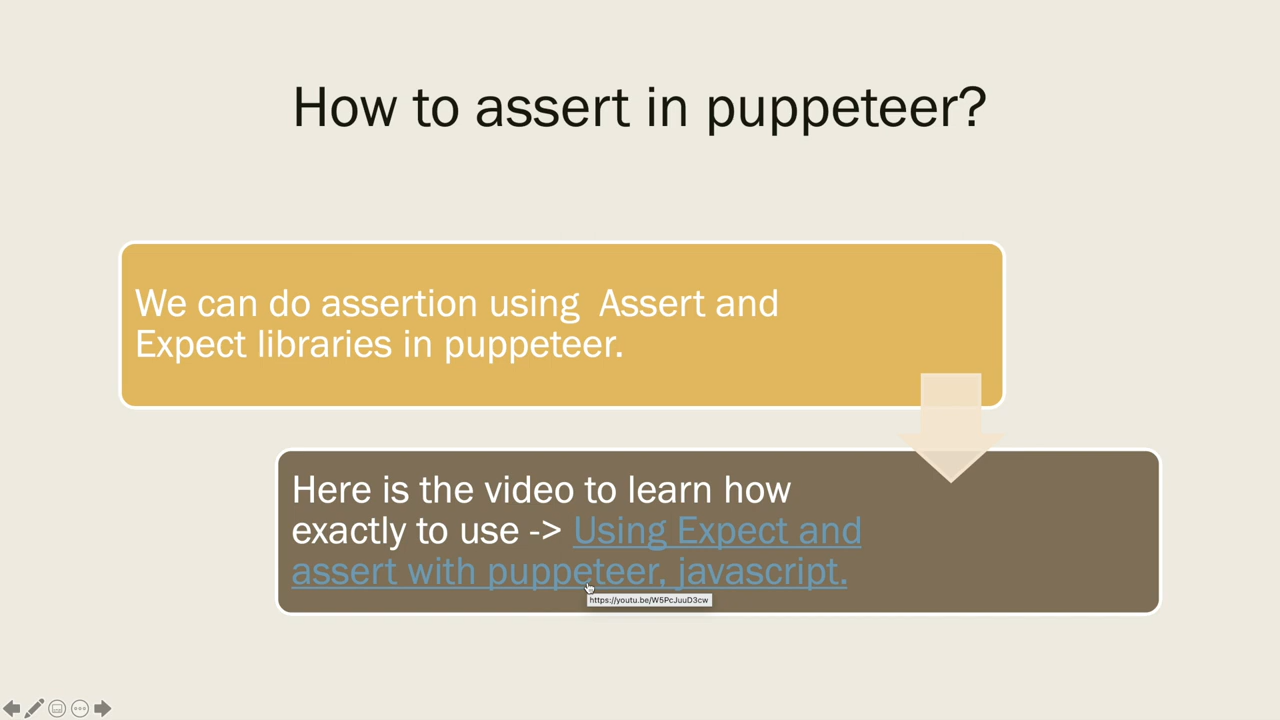 How to assert in puppeteer?
We can do assertion using  Assert and
Expect libraries in puppeteer.
Here is the video to learn how
exactly to use -> Using Expect and
assert with puppeteer, javascript.
https://youtu.be/W5PcJuuD3cw